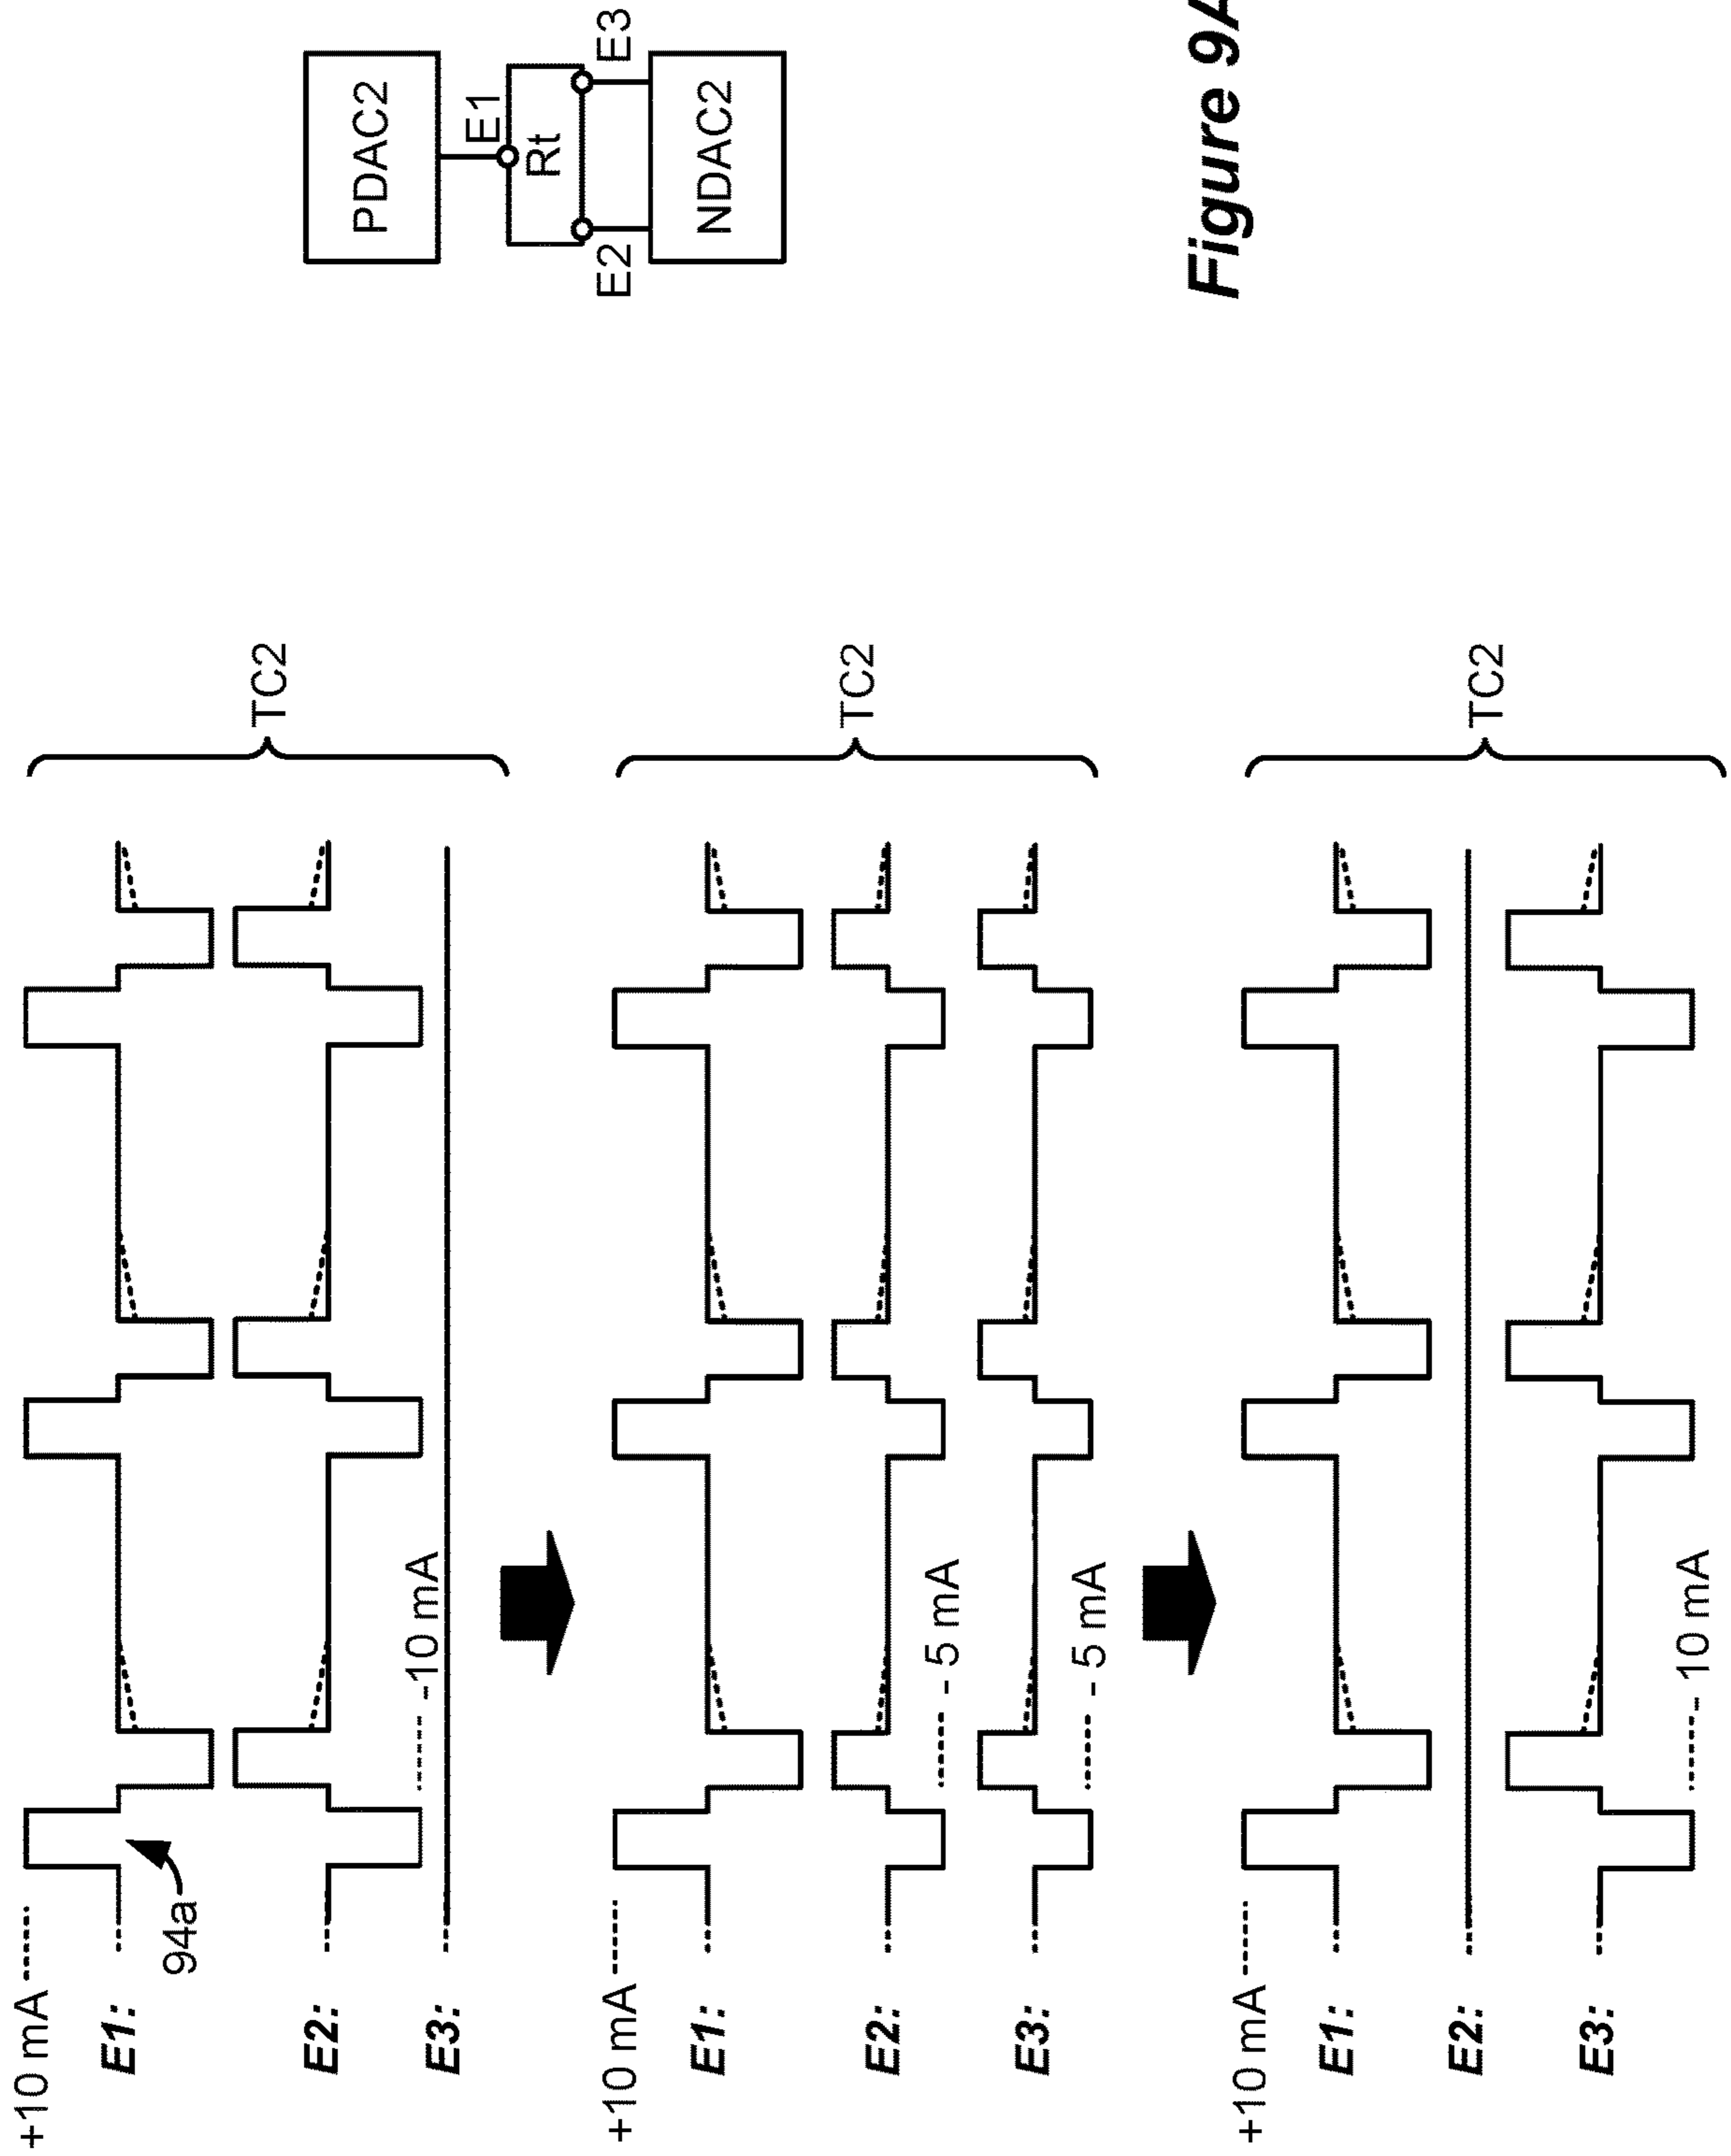 +10 mA
E1:
94a
E2:
-10 mA
E3:
TC2
+10 mA
E1:
E2:
- 5 mA
E3:
- 5 mA
TC2
+10 mA
E1:
E2:
E3:
- 10 mA
TC2
PDAC2
E1
Rt
E2
E3
NDAC2
Figure 9A